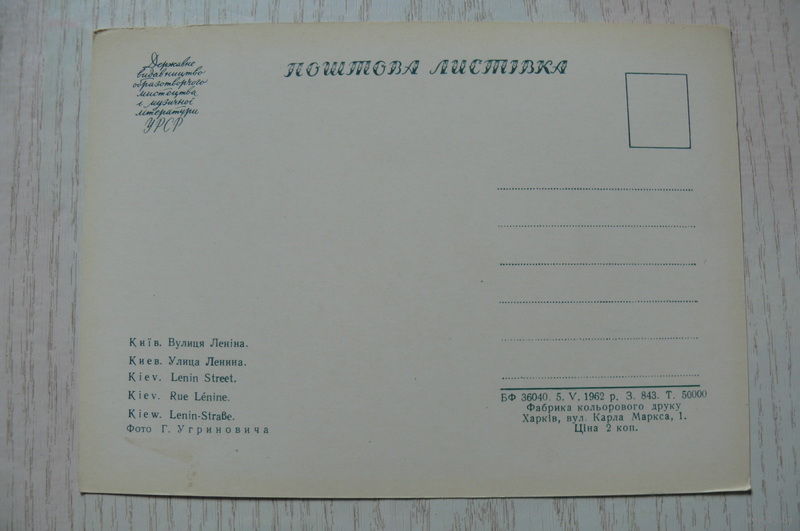 Державне
видавництво
образотворчого
мистецтва
і музичної
літератури
УРСР
ПОШТОВА ЛИСТІВКА
Київ. Вулиця Леніна.
Киев. Улица Ленина.
Kiev. Lenin Street.
Kiev. Rue Lénine.
Kiew. Lenin-Straße.
Фото Г. Угриновича
БФ 36040. 5. V. 1962 р. З. 843. Т. 50000
Фабрика кольорового друку
Харків, вул. Карла Маркса, 1.
Ціна 2 коп.